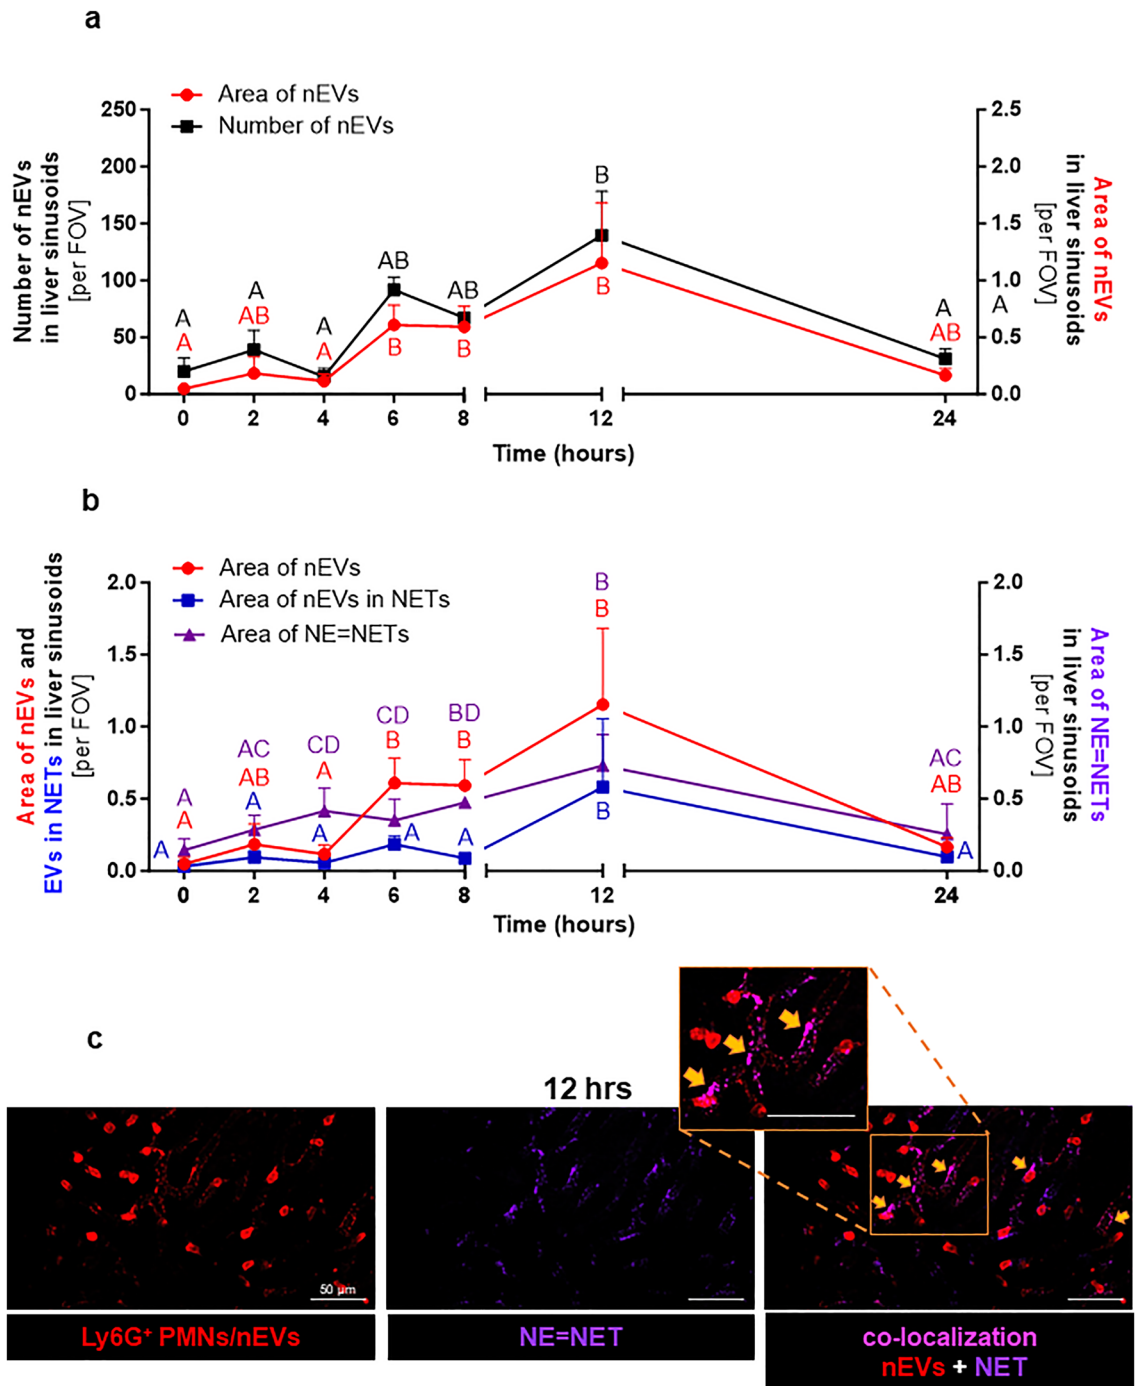 a
Area of nEVs
Number of nEVs
250
200
150
100
50
0
2.5
2.0
1.5
1.0
0.5
0.0
Number of nEVs
in liver sinusoids
[per FOV]
Area of nEVs
in liver sinusoids
[per FOV]
A
A
A
AB
A
A
AB
B
AB
B
B
B
A
AB
A
0
2
4
6
8
12
24
Time (hours)
b
Area of nEVs
Area of nEVs in NETs
Area of NE=NETs
2.0
1.5
1.0
0.5
0.0
2.0
1.5
1.0
0.5
0.0
Area of nEVs and
EVs in NETs in liver sinusoids
[per FOV]
Area of NE=NETs
in liver sinusoids
[per FOV]
A
A
A
AC
AB
A
CD
A
A
CD
B
A
BD
B
A
B
B
B
AC
AB
A
0
2
4
6
8
12
24
Time (hours)
c
12 hrs
50 µm
Ly6G⁺ PMNs/nEVs
NE=NET
co-localization
nEVs + NET